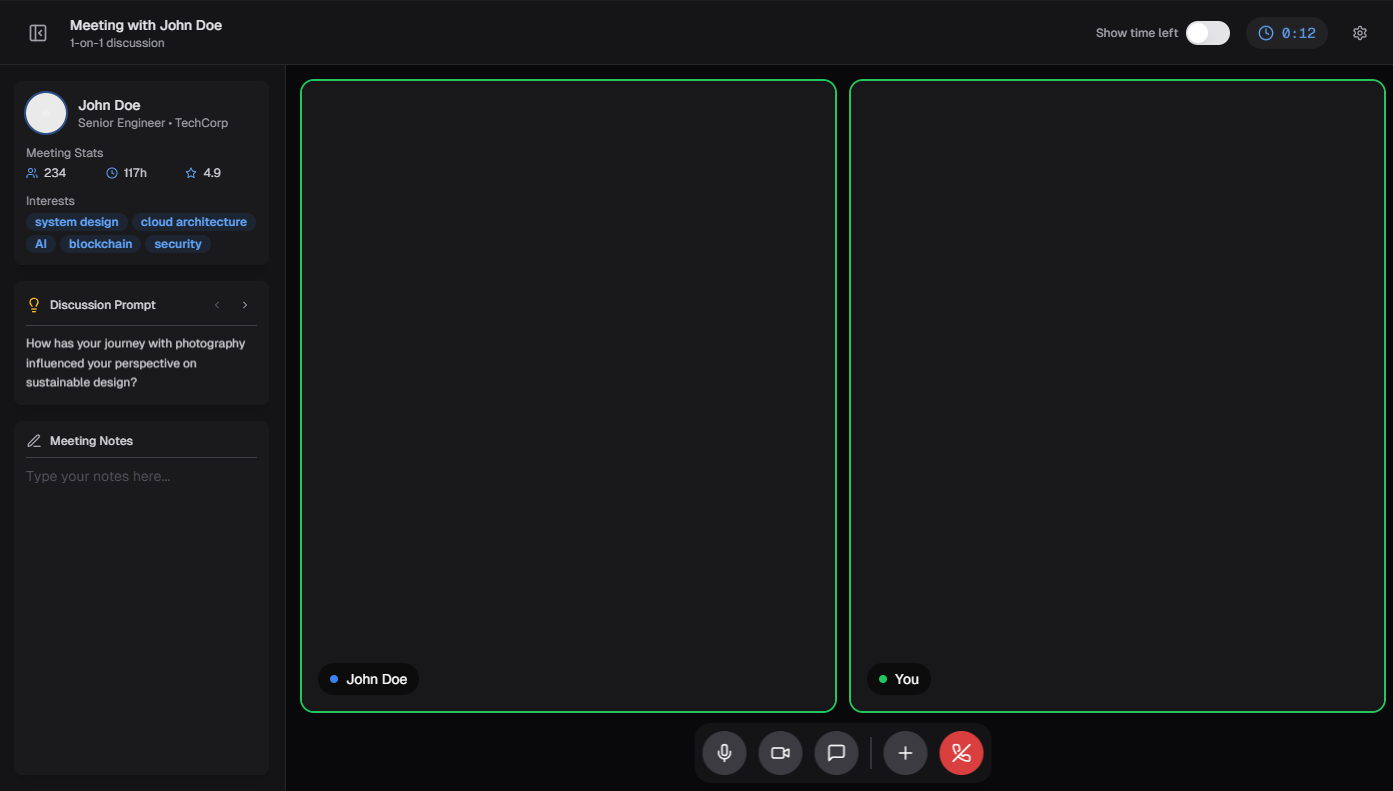 Meeting with John Doe
1-on-1 discussion
Show time left
0:12
John Doe
Senior Engineer • TechCorp
Meeting Stats
234 117h 4.9
Interests
system design cloud architecture
AI blockchain security
Discussion Prompt
How has your journey with photography
influenced your perspective on
sustainable design?
Meeting Notes
Type your notes here...
John Doe
You